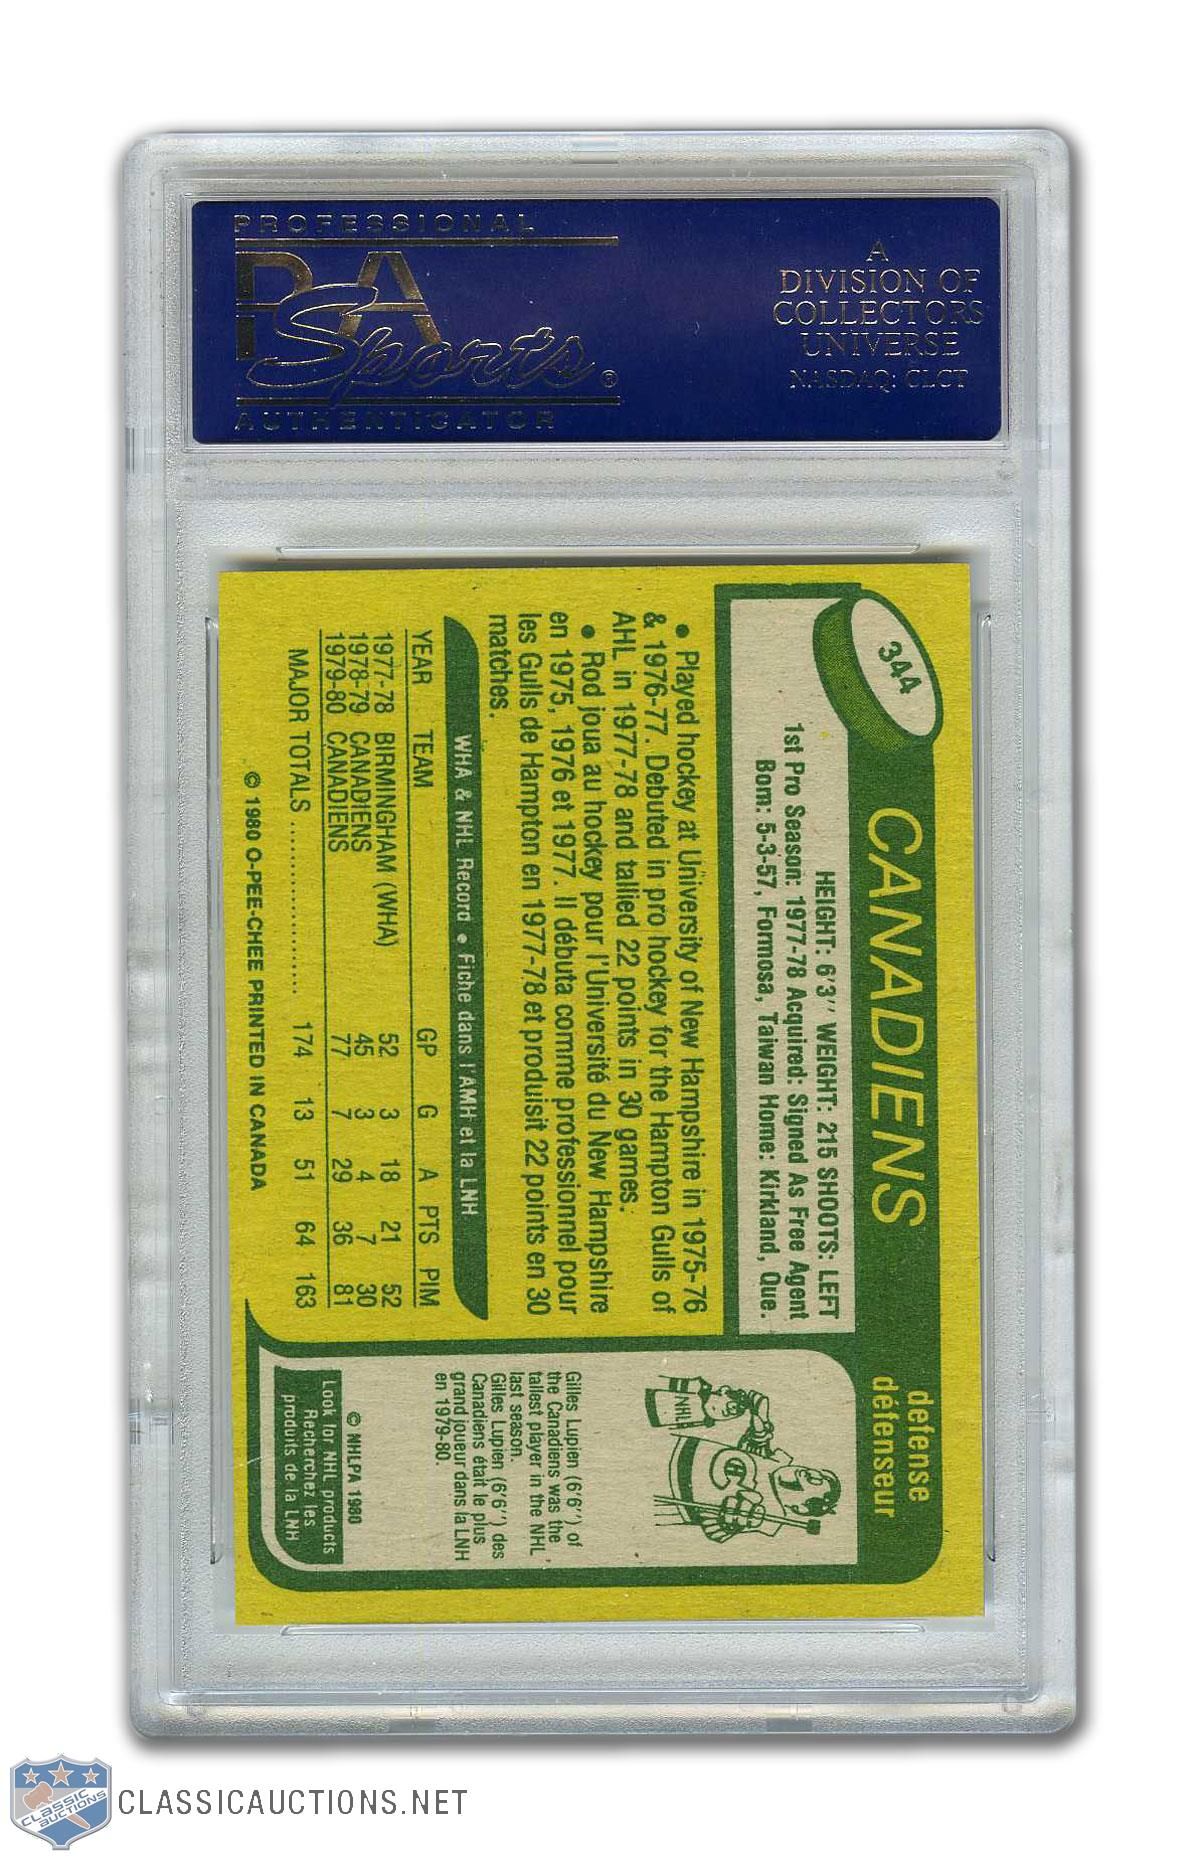 PROFESSIONAL
PSA
Sports®
AUTHENTICATOR
A
DIVISION OF
COLLECTORS
UNIVERSE
NASDAQ: CLCT
344
CANADIENS
defense
défenseur
HEIGHT: 6'3" WEIGHT: 215 SHOOTS: LEFT
1st Pro Season: 1977-78 Acquired: Signed As Free Agent
Born: 5-3-57, Formosa, Taiwan Home: Kirkland, Que.
• Played hockey at University of New Hampshire in 1975-76
& 1976-77. Debuted in pro hockey for the Hampton Gulls of
AHL in 1977-78 and tallied 22 points in 30 games.
• Rod joua au hockey pour l'Université du New Hampshire
en 1975, 1976 et 1977. Il débuta comme professionnel pour
les Gulls de Hampton en 1977-78 et produisit 22 points en 30
matches.
WHA & NHL Record • Fiche dans l'AMH et la LNH
YEAR TEAM GP G A PTS PIM
1977-78 BIRMINGHAM (WHA) 52 3 18 21 52
1978-79 CANADIENS 45 3 4 7 30
1979-80 CANADIENS 77 7 29 36 81
MAJOR TOTALS ................ 174 13 51 64 163
© 1980 O-PEE-CHEE PRINTED IN CANADA
NHL
C
Gilles Lupien (6'6") of
the Canadiens was the
tallest player in the NHL
last season.
Gilles Lupien (6'6") des
Canadiens était le plus
grand joueur dans la LNH
en 1979-80.
© NHLPA 1980
Look for NHL products
Recherchez les
produits de la LNH
CLASSIC
AUCTIONS
CLASSICAUCTIONS.NET